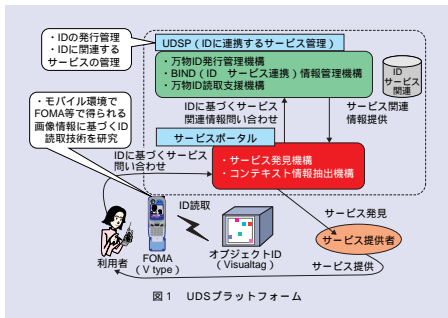 ・IDの発行管理
・IDに関連する
サービスの管理
UDSP(IDに連携するサービス管理)
・万物ID発行管理機構
・BIND(ID サービス連携)情報管理機構
・万物ID読取支援機構
ID
サービス
関連
・モバイル環境で
FOMA等で得られる
画像情報に基づくID
読取技術を研究
IDに基づくサービス
関連情報問い合わせ
サービス関連
情報提供
サービスポータル
IDに基づくサービス
問い合わせ
・サービス発見機構
・コンテキスト情報抽出機構
ID読取
サービス発見
利用者
FOMA
(V type)
オブジェクトID
(Visualtag)
サービス提供者
サービス提供
図1 UDSプラットフォーム